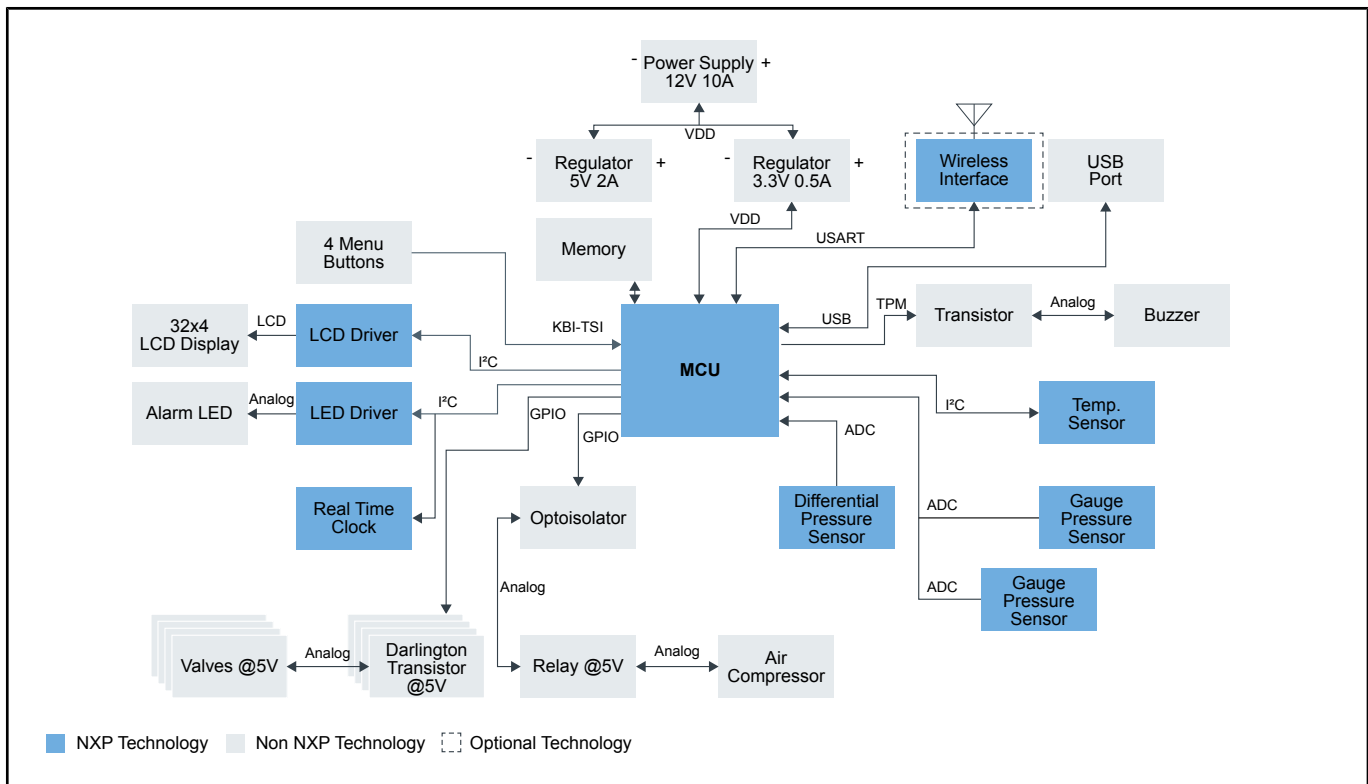 - Power Supply +
12V 10A
VDD
- Regulator +
5V 2A
- Regulator +
3.3V 0.5A
Wireless
Interface
USB
Port
4 Menu
Buttons
Memory
VDD
USART
KBI-TSI
USB
TPM
Transistor
Analog
Buzzer
32x4
LCD Display
LCD
LCD Driver
I²C
MCU
Alarm LED
Analog
LED Driver
I²C
GPIO
GPIO
ADC
I²C
Temp.
Sensor
Real Time
Clock
Optoisolator
Differential
Pressure
Sensor
ADC
Gauge
Pressure
Sensor
ADC
Gauge
Pressure
Sensor
Analog
Valves @5V
Analog
Darlington
Transistor
@5V
Relay @5V
Analog
Air
Compressor
NXP Technology
Non NXP Technology
Optional Technology